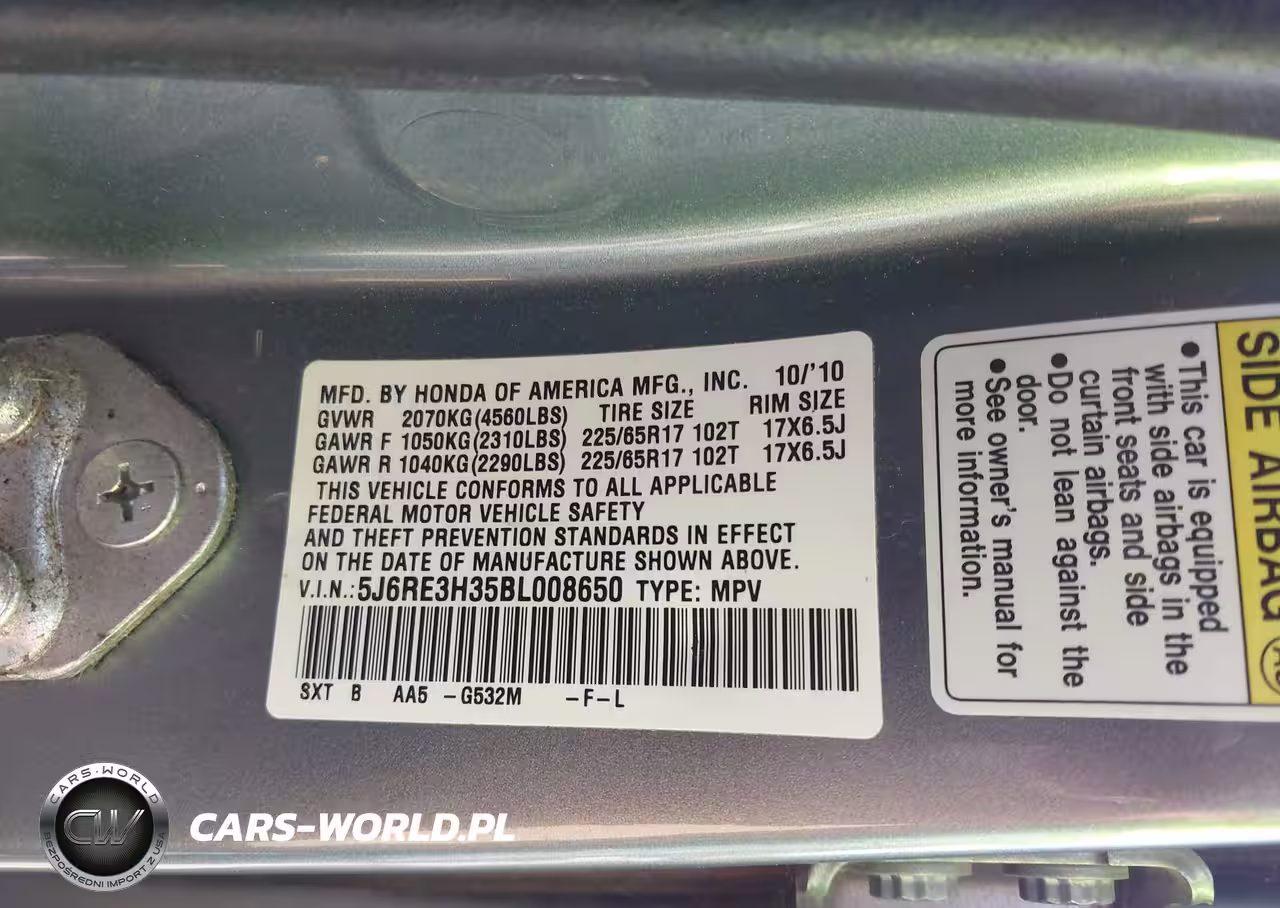 MFD. BY HONDA OF AMERICA MFG., INC. 10/'10
GVWR 2070KG(4560LBS) TIRE SIZE RIM SIZE
GAWR F 1050KG(2310LBS) 225/65R17 102T 17X6.5J
GAWR R 1040KG(2290LBS) 225/65R17 102T 17X6.5J
THIS VEHICLE CONFORMS TO ALL APPLICABLE
FEDERAL MOTOR VEHICLE SAFETY
AND THEFT PREVENTION STANDARDS IN EFFECT
ON THE DATE OF MANUFACTURE SHOWN ABOVE.
V.I.N.: 5J6RE3H35BL008650 TYPE: MPV
SXT B AA5 -G532M -F-L
SIDE AIRBAG
•This car is equipped
with side airbags in the
front seats and side
curtain airbags.
•Do not lean against the
door.
•See owner's manual for
more information.
CARS-WORLD
CW
BEZPOŚREDNI IMPORT Z USA
CARS-WORLD.PL